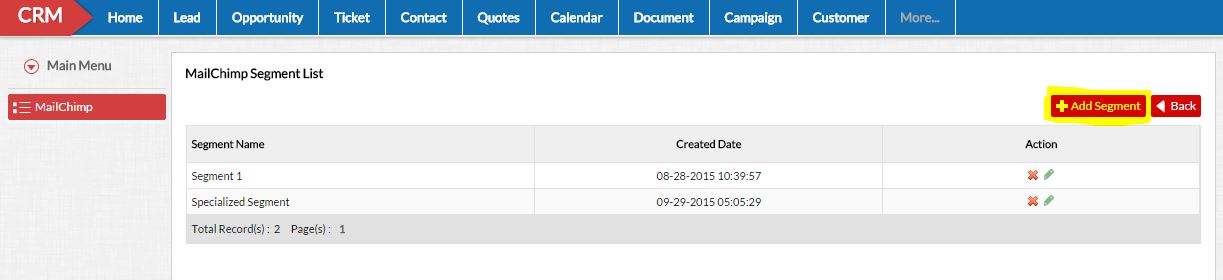 CRM Home Lead Opportunity Ticket Contact Quotes Calendar Document Campaign Customer More...
Main Menu
MailChimp
MailChimp Segment List
Add Segment Back
Segment Name Created Date Action
Segment 1 08-28-2015 10:39:57
Specialized Segment 09-29-2015 05:05:29
Total Record(s) : 2 Page(s) : 1